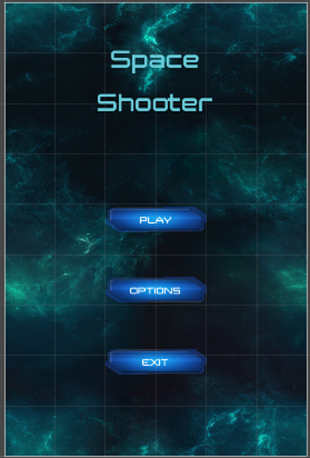 Space
Shooter
PLAY
OPTIONS
EXIT